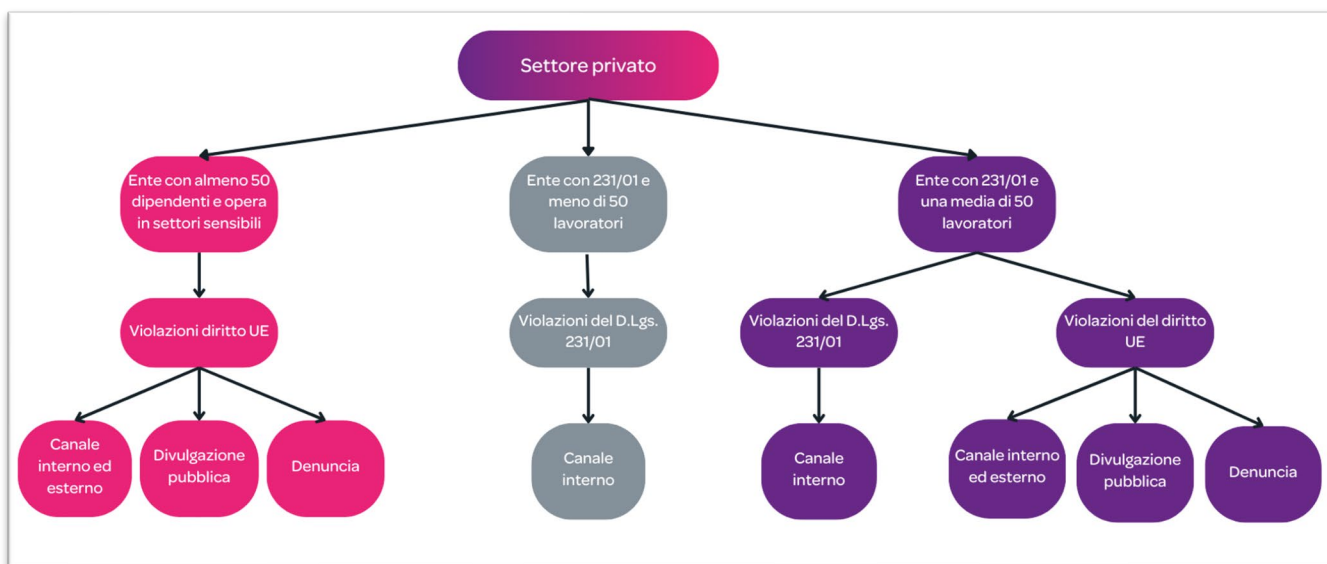 Settore privato
Ente con almeno 50
dipendenti e opera
in settori sensibili
Ente con 231/01 e
meno di 50
lavoratori
Ente con 231/01 e
una media di 50
lavoratori
Violazioni diritto UE
Violazioni del D.Lgs.
231/01
Violazioni del D.Lgs.
231/01
Violazioni del diritto
UE
Canale
interno ed
esterno
Divulgazione
pubblica
Denuncia
Canale
interno
Canale
interno
Canale interno
ed esterno
Divulgazione
pubblica
Denuncia